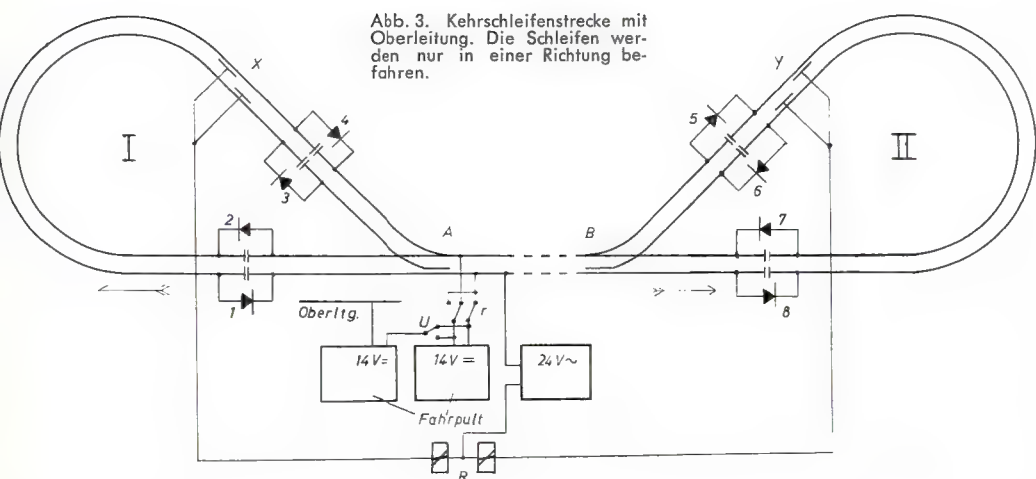 Abb. 3. Kehrschleifenstrecke mit
Oberleitung. Die Schleifen wer-
den nur in einer Richtung be-
fahren.
X
Y
4
5
I
II
3
6
2
A
B
7
1
Oberltg.
U
r
8
14V=
14V=
24V~
Fahrpult
R